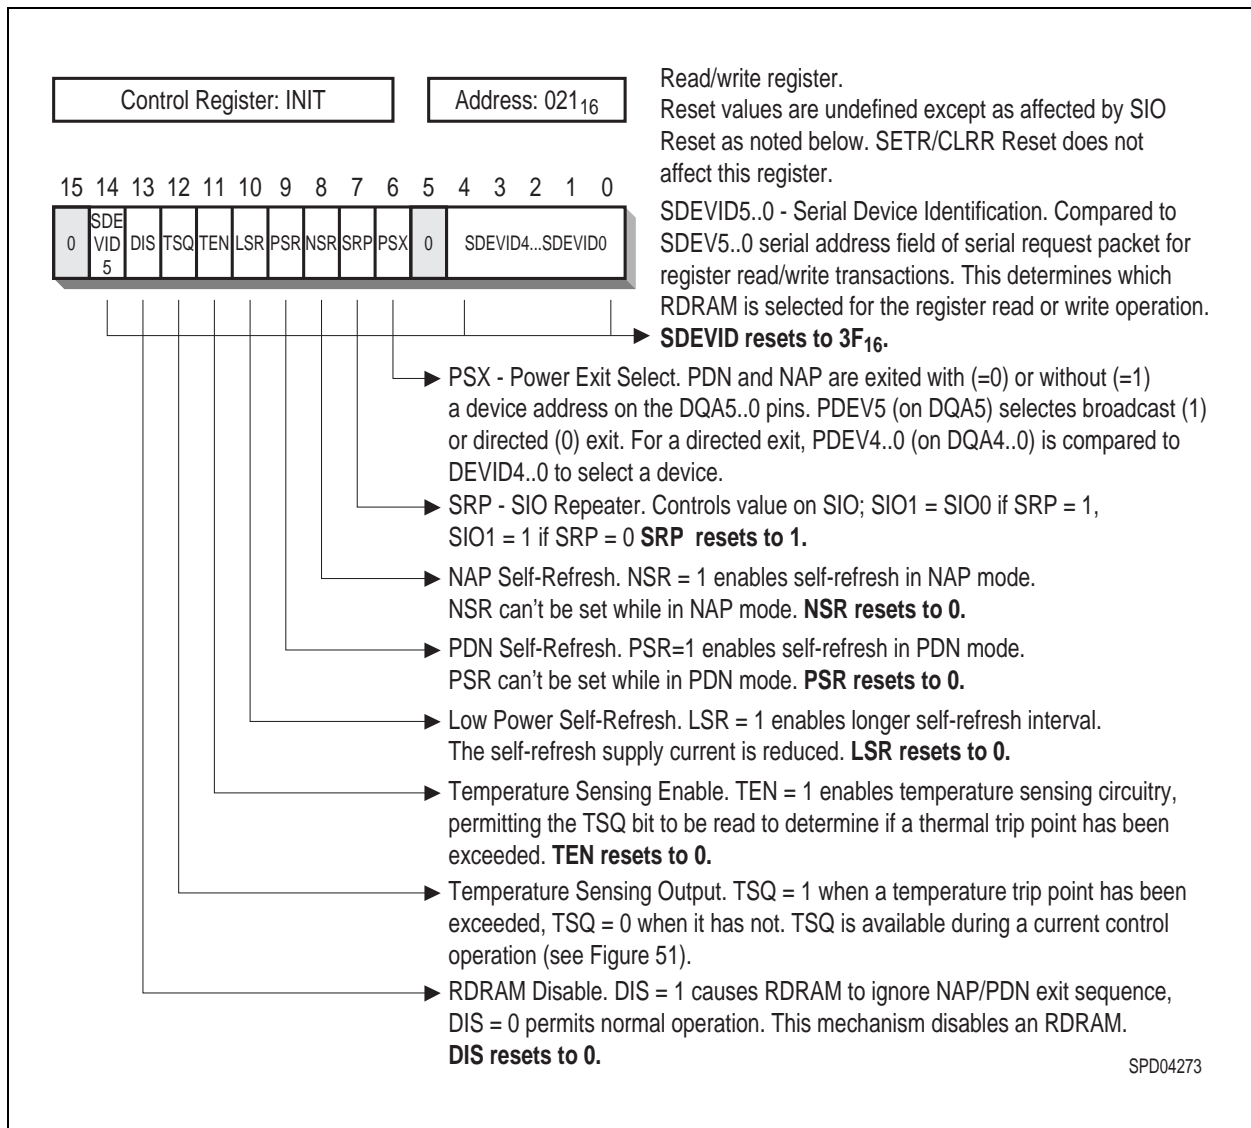 Control Register: INIT
Address: 021₁₆
Read/write register.
Reset values are undefined except as affected by SIO
Reset as noted below. SETR/CLRR Reset does not
affect this register.
15 14 13 12 11 10 9 8 7 6 5 4 3 2 1 0
0 SDE VID 5 DIS TSQ TEN LSR PSR NSR SRP PSX 0 SDEVID4...SDEVID0
SDEVID5..0 - Serial Device Identification. Compared to
SDEV5..0 serial address field of serial request packet for
register read/write transactions. This determines which
RDRAM is selected for the register read or write operation.
SDEVID resets to 3F₁₆.
PSX - Power Exit Select. PDN and NAP are exited with (=0) or without (=1)
a device address on the DQA5..0 pins. PDEV5 (on DQA5) selectes broadcast (1)
or directed (0) exit. For a directed exit, PDEV4..0 (on DQA4..0) is compared to
DEVID4..0 to select a device.
SRP - SIO Repeater. Controls value on SIO; SIO1 = SIO0 if SRP = 1,
SIO1 = 1 if SRP = 0 SRP resets to 1.
NAP Self-Refresh. NSR = 1 enables self-refresh in NAP mode.
NSR can't be set while in NAP mode. NSR resets to 0.
PDN Self-Refresh. PSR=1 enables self-refresh in PDN mode.
PSR can't be set while in PDN mode. PSR resets to 0.
Low Power Self-Refresh. LSR = 1 enables longer self-refresh interval.
The self-refresh supply current is reduced. LSR resets to 0.
Temperature Sensing Enable. TEN = 1 enables temperature sensing circuitry,
permitting the TSQ bit to be read to determine if a thermal trip point has been
exceeded. TEN resets to 0.
Temperature Sensing Output. TSQ = 1 when a temperature trip point has been
exceeded, TSQ = 0 when it has not. TSQ is available during a current control
operation (see Figure 51).
RDRAM Disable. DIS = 1 causes RDRAM to ignore NAP/PDN exit sequence,
DIS = 0 permits normal operation. This mechanism disables an RDRAM.
DIS resets to 0.
SPD04273